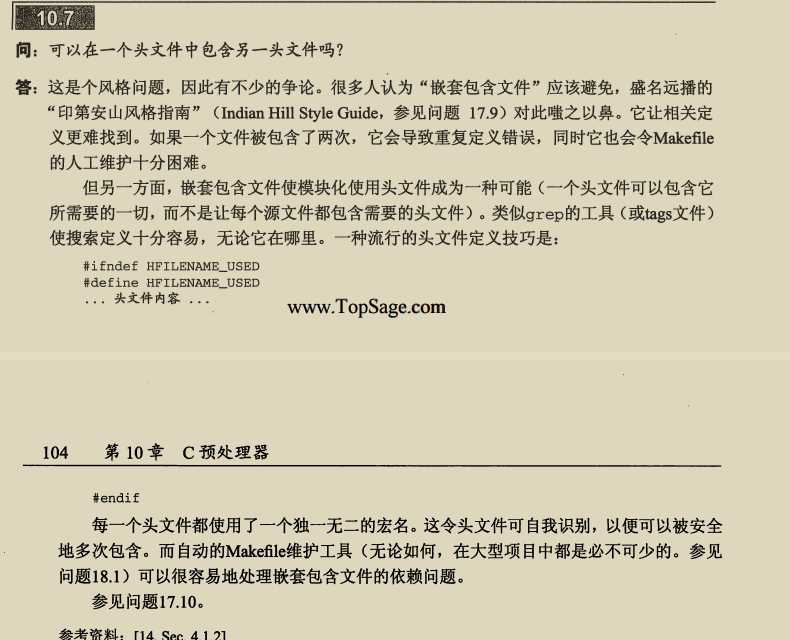 10.7
问：可以在一个头文件中包含另一头文件吗？
答：这是个风格问题，因此有不少的争论。很多人认为“嵌套包含文件”应该避免，盛名远播的
“印第安山风格指南”（Indian Hill Style Guide，参见问题 17.9）对此嗤之以鼻。它让相关定
义更难找到。如果一个文件被包含了两次，它会导致重复定义错误，同时它也会令Makefile
的人工维护十分困难。
但另一方面，嵌套包含文件使模块化使用头文件成为一种可能（一个头文件可以包含它
所需要的一切，而不是让每个源文件都包含需要的头文件）。类似grep的工具（或tags文件）
使搜索定义十分容易，无论它在哪里。一种流行的头文件定义技巧是：
#ifndef HFILENAME_USED
#define HFILENAME_USED
... 头文件内容 ...
www.TopSage.com
104 第 10 章 C 预处理器
#endif
每一个头文件都使用了一个独一无二的宏名。这令头文件可自我识别，以便可以被安全
地多次包含。而自动的Makefile维护工具（无论如何，在大型项目中都是必不可少的。参见
问题18.1）可以很容易地处理嵌套包含文件的依赖问题。
参见问题17.10。
参考资料：[14, Sec. 4.1.2]